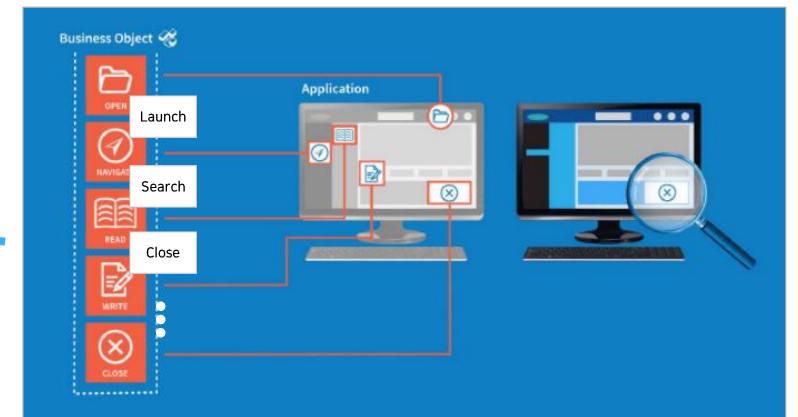 Business Object
OPEN
Launch
NAVIGAT
Search
READ
Close
WRITE
CLOSE
Application